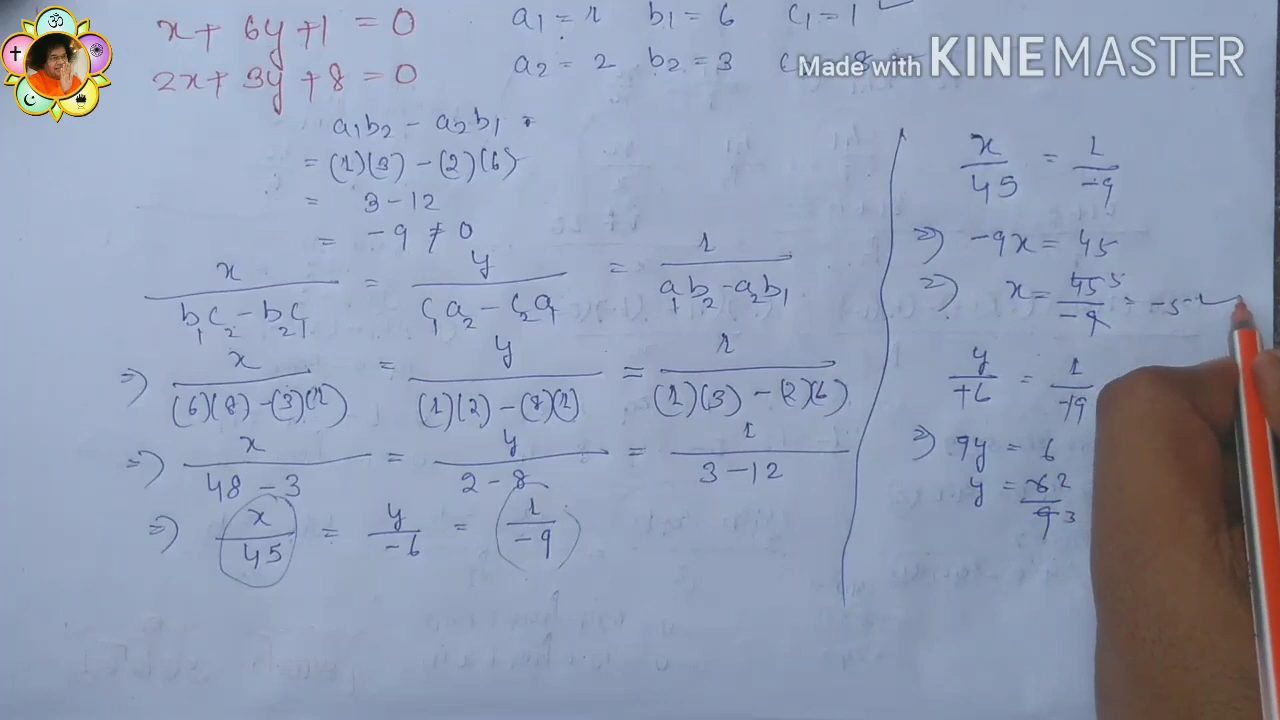 x + 6y + 1 = 0
2x + 3y + 8 = 0
a1 = 1 b1 = 6 c1 = 1
a2 = 2 b2 = 3 c 8
Made with KINEMASTER
a1b2 - a2b1 =
= (1)(3) - (2)(6)
= 3 - 12
= -9 ≠ 0
x/(b1c2 - b2c1) = y/(c1a2 - c2a1) = 1/(a1b2 - a2b1)
⇒) x/((6)(8) - (3)(1)) = y/((1)(2) - (8)(1)) = 1/((1)(3) - (2)(6))
⇒) x/(48 - 3) = y/(2 - 8) = 1/(3 - 12)
⇒) x/45 = y/-6 = 1/-9
x/45 = 1/-9
⇒) -9x = 45
⇒) x = 45 5/-9 = -5
y/+6 = 1/+9
⇒) 9y = 6
y = 6 2/9 3